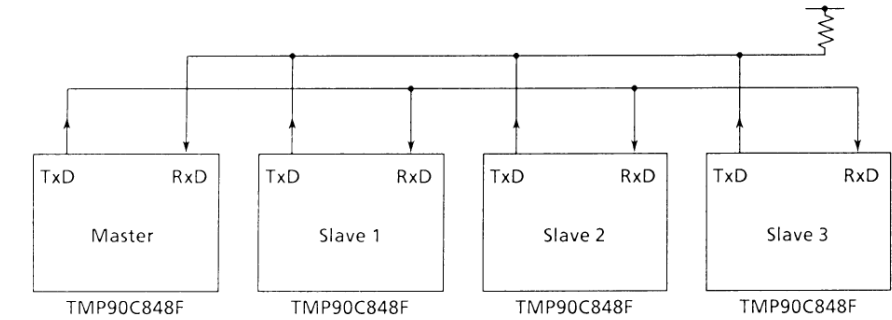 TxD RxD TxD RxD TxD RxD TxD RxD
Master Slave 1 Slave 2 Slave 3
TMP90C848F TMP90C848F TMP90C848F TMP90C848F